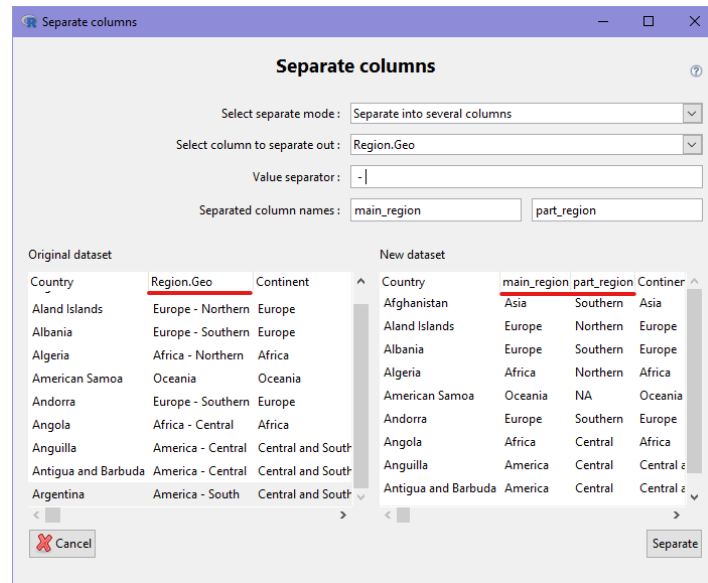 Separate columns
Separate columns
Select separate mode : Separate into several columns
Select column to separate out : Region.Geo
Value separator : -
Separated column names : main_region part_region
Original dataset
Country Region.Geo Continent
Aland Islands Europe - Northern Europe
Albania Europe - Southern Europe
Algeria Africa - Northern Africa
American Samoa Oceania Oceania
Andorra Europe - Southern Europe
Angola Africa - Central Africa
Anguilla America - Central Central and South
Antigua and Barbuda America - Central Central and South
Argentina America - South Central and South
New dataset
Country main_region part_region Continen
Afghanistan Asia Southern Asia
Aland Islands Europe Northern Europe
Albania Europe Southern Europe
Algeria Africa Northern Africa
American Samoa Oceania NA Oceania
Andorra Europe Southern Europe
Angola Africa Central Africa
Anguilla America Central Central a
Antigua and Barbuda America Central Central a
Cancel
Separate